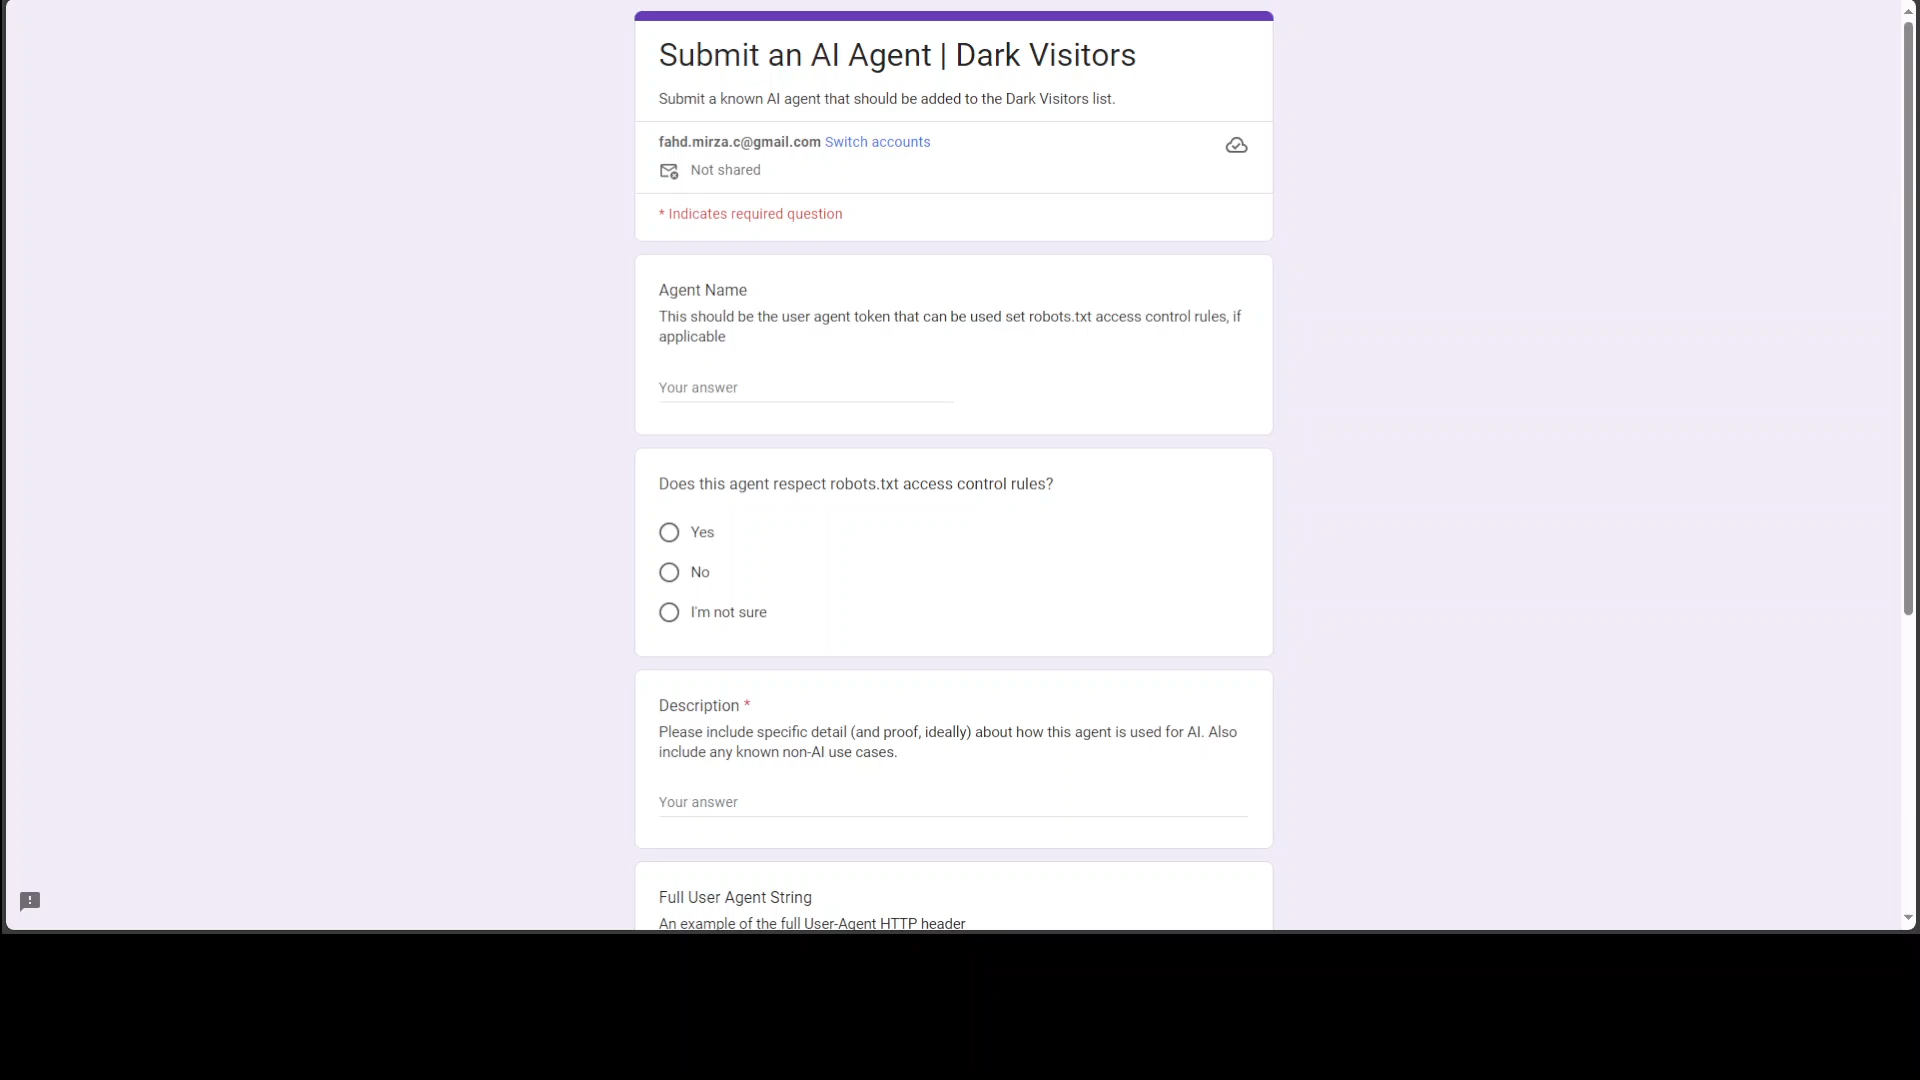 Submit an AI Agent | Dark Visitors
Submit a known AI agent that should be added to the Dark Visitors list.
fahd.mirza.c@gmail.com Switch accounts
Not shared
* Indicates required question
Agent Name
This should be the user agent token that can be used set robots.txt access control rules, if
applicable
Your answer
Does this agent respect robots.txt access control rules?
Yes
No
I'm not sure
Description *
Please include specific detail (and proof, ideally) about how this agent is used for AI. Also
include any known non-AI use cases.
Your answer
Full User Agent String
An example of the full User-Agent HTTP header